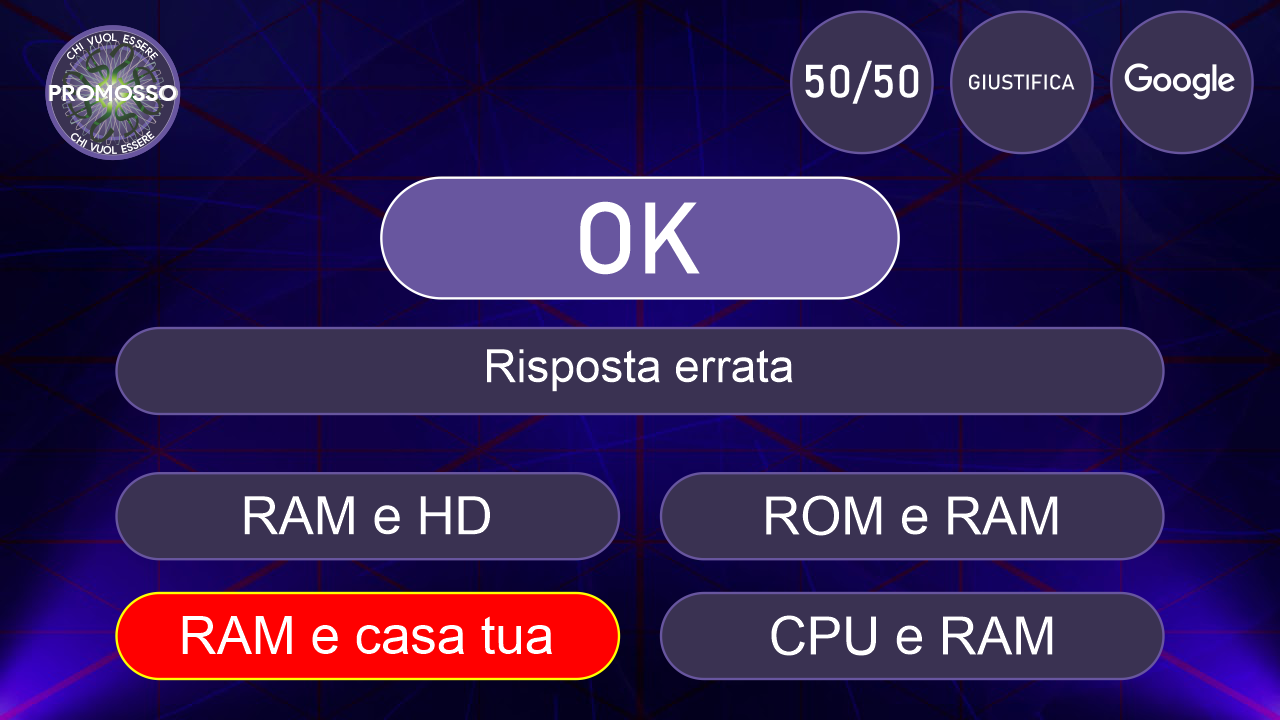 CHI VUOL ESSERE
PROMOSSO
CHI VUOL ESSERE
50/50
GIUSTIFICA
Google
OK
Risposta errata
RAM e HD
ROM e RAM
RAM e casa tua
CPU e RAM